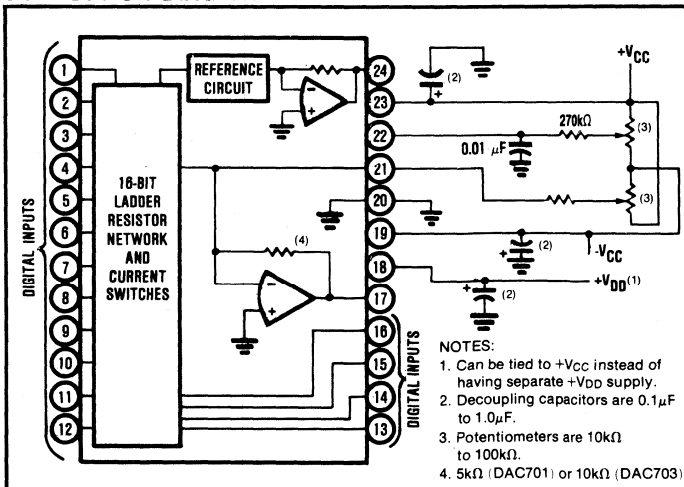 DIGITAL INPUTS
1
2
3
4
5
6
7
8
9
10
11
12
16-BIT
LADDER
RESISTOR
NETWORK
AND
CURRENT
SWITCHES
REFERENCE
CIRCUIT
−
+
(4)
−
+
24
23
22
21
20
19
18
17
16
15
14
13
DIGITAL INPUTS
(2)
+
+VCC
270kΩ
(3)
0.01 μF
(3)
+
(2)
-VCC
+
(2)
+VDD(1)
NOTES:
1. Can be tied to +VCC instead of
having separate +VDD supply.
2. Decoupling capacitors are 0.1μF
to 1.0μF.
3. Potentiometers are 10kΩ
to 100kΩ.
4. 5kΩ (DAC701) or 10kΩ (DAC703)